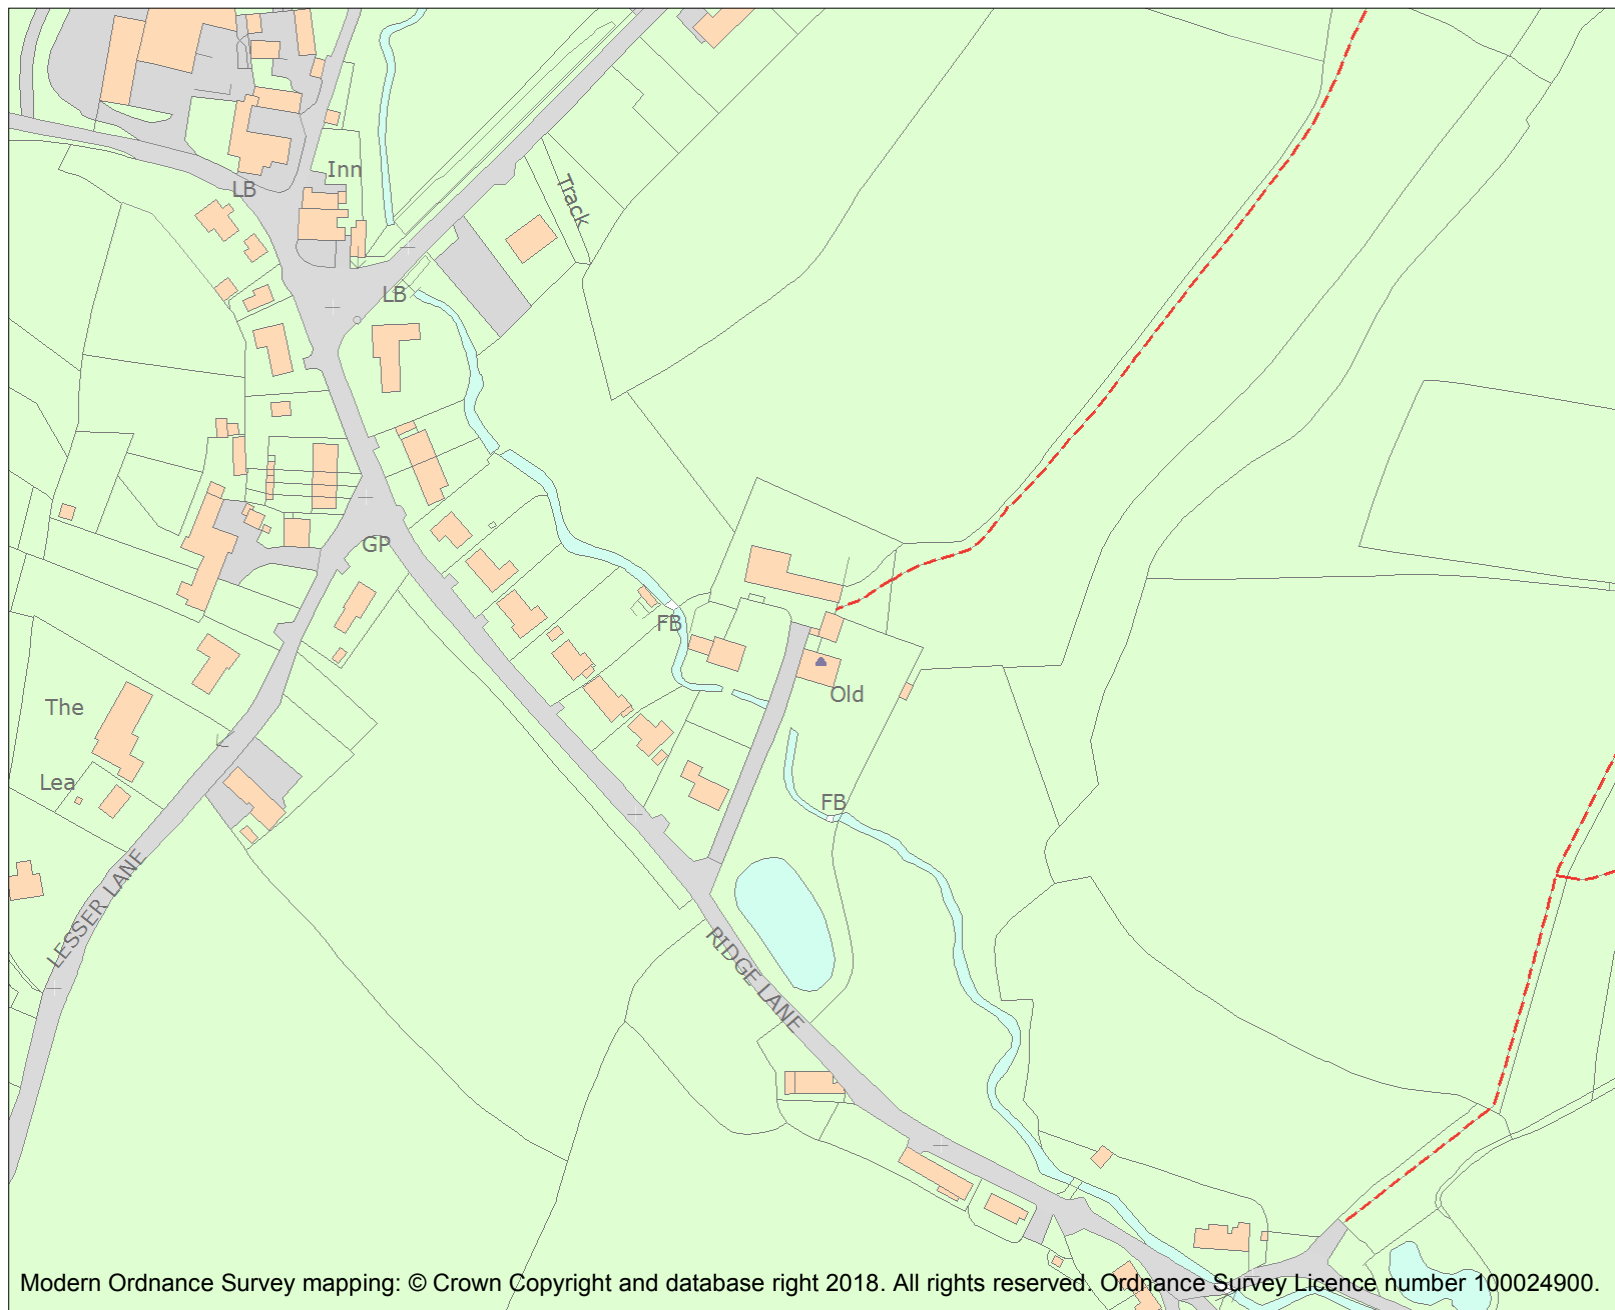 Inn
Track
LB
LB
GP
FB
Old
The
Lea
FB
LESSER LANE
RIDGE LANE
Modern Ordnance Survey mapping: © Crown Copyright and database right 2018. All rights reserved. Ordnance Survey Licence number 100024900.